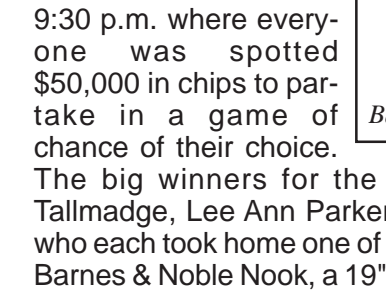 9:30 p.m. where every-
one was spotted
$50,000 in chips to par-
take in a game of
chance of their choice.
The big winners for the
Tallmadge, Lee Ann Parker
who each took home one of
Barnes & Noble Nook, a 19"